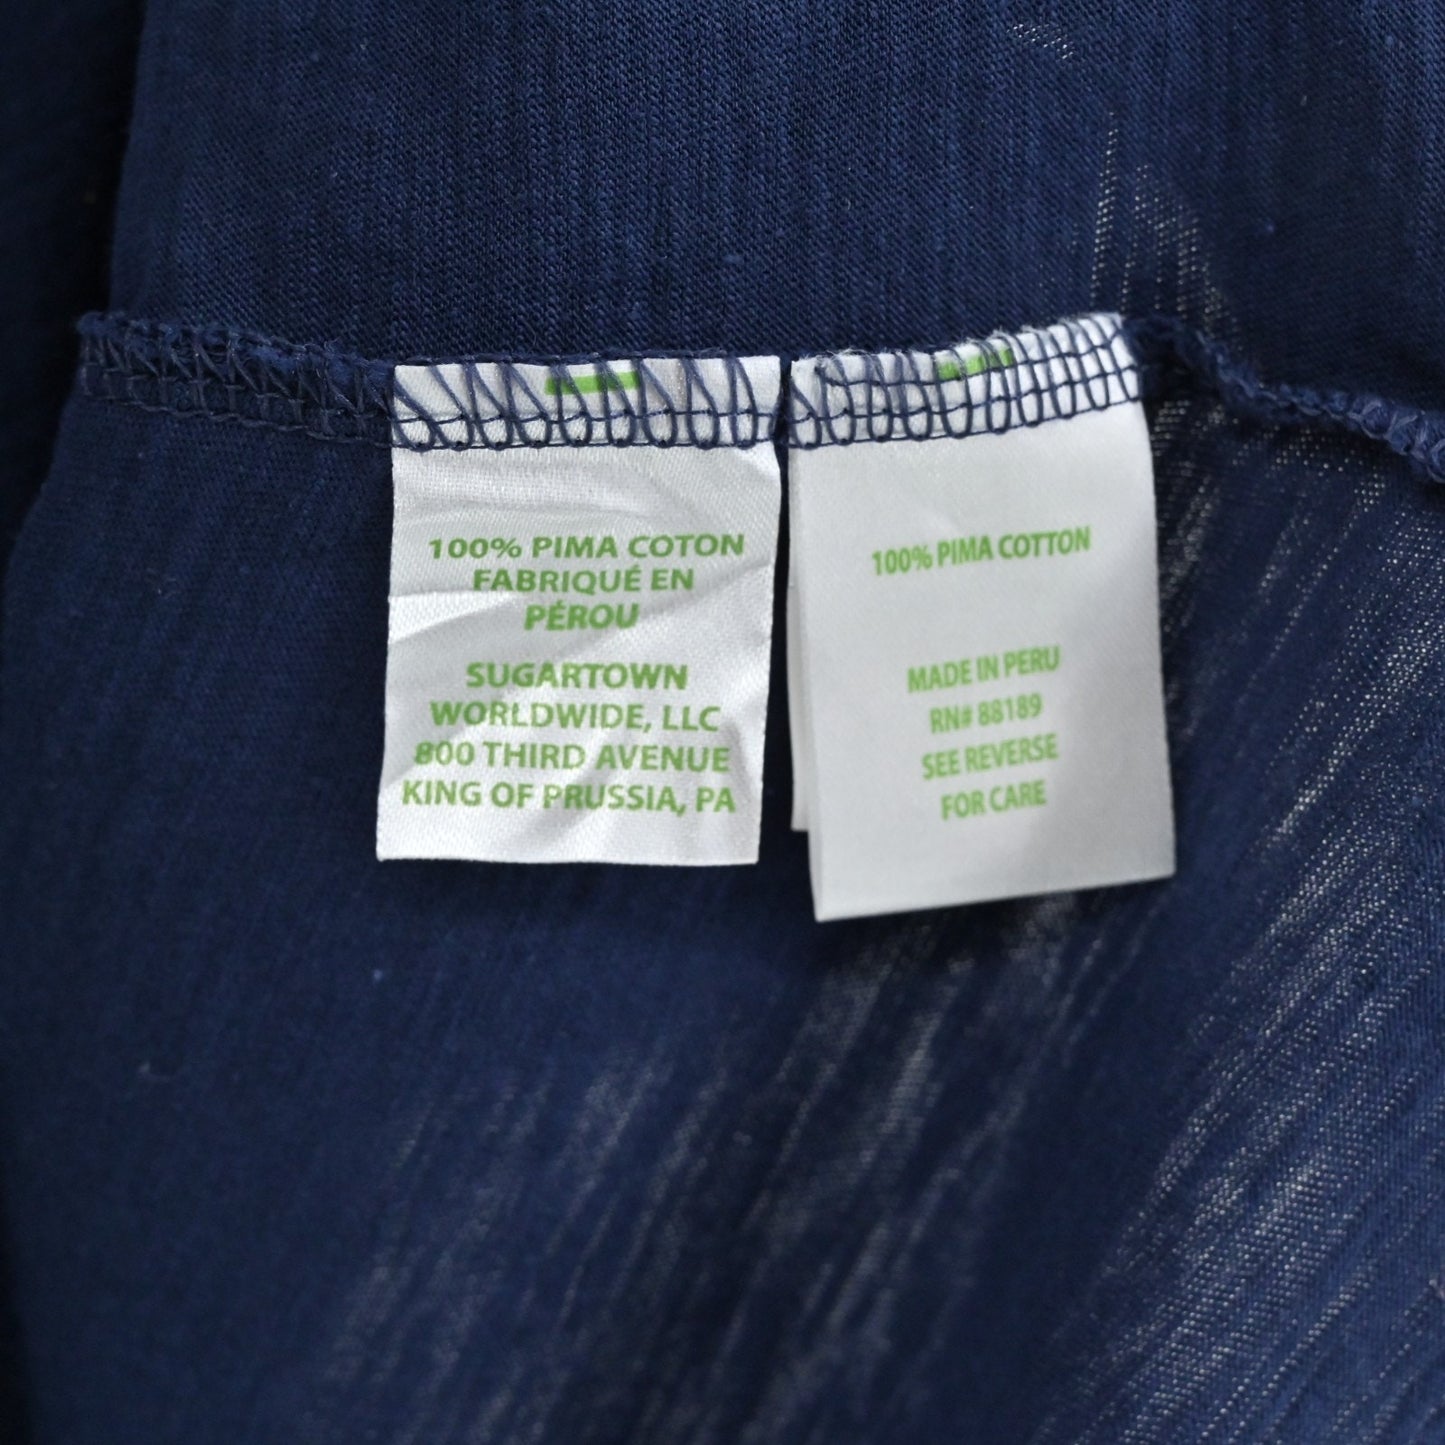 100% PIMA COTON
FABRIQUÉ EN
PÉROU
SUGARTOWN
WORLDWIDE, LLC
800 THIRD AVENUE
KING OF PRUSSIA, PA
100% PIMA COTTON
MADE IN PERU
RN# 88189
SEE REVERSE
FOR CARE